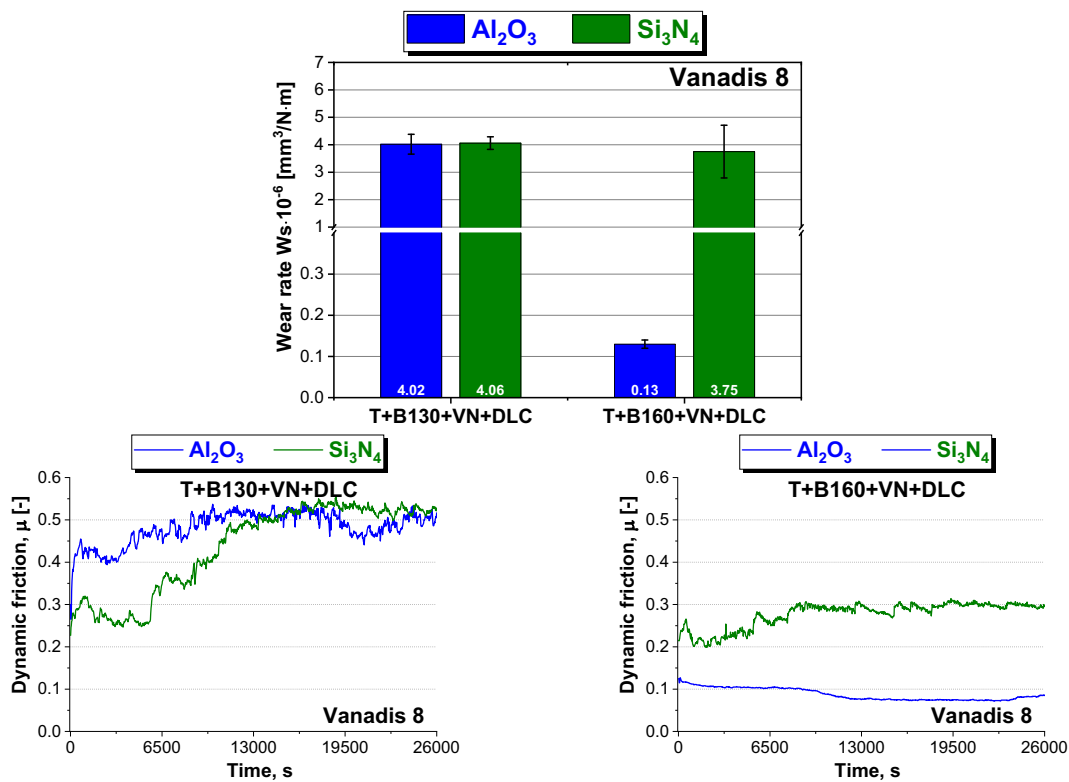 Al₂O₃ Si₃N₄
Vanadis 8
Wear rate Ws·10⁻⁶ [mm³/N·m]
7
6
5
4
3
2
1
0.3
0.2
0.1
0.0
4.02 4.06 0.13 3.75
T+B130+VN+DLC T+B160+VN+DLC
Al₂O₃ Si₃N₄
T+B130+VN+DLC
Dynamic friction, μ [-]
0.6
0.5
0.4
0.3
0.2
0.1
0.0
Vanadis 8
0 6500 13000 19500 26000
Time, s
Al₂O₃ Si₃N₄
T+B160+VN+DLC
Dynamic friction, μ [-]
0.6
0.5
0.4
0.3
0.2
0.1
0.0
Vanadis 8
0 6500 13000 19500 26000
Time, s